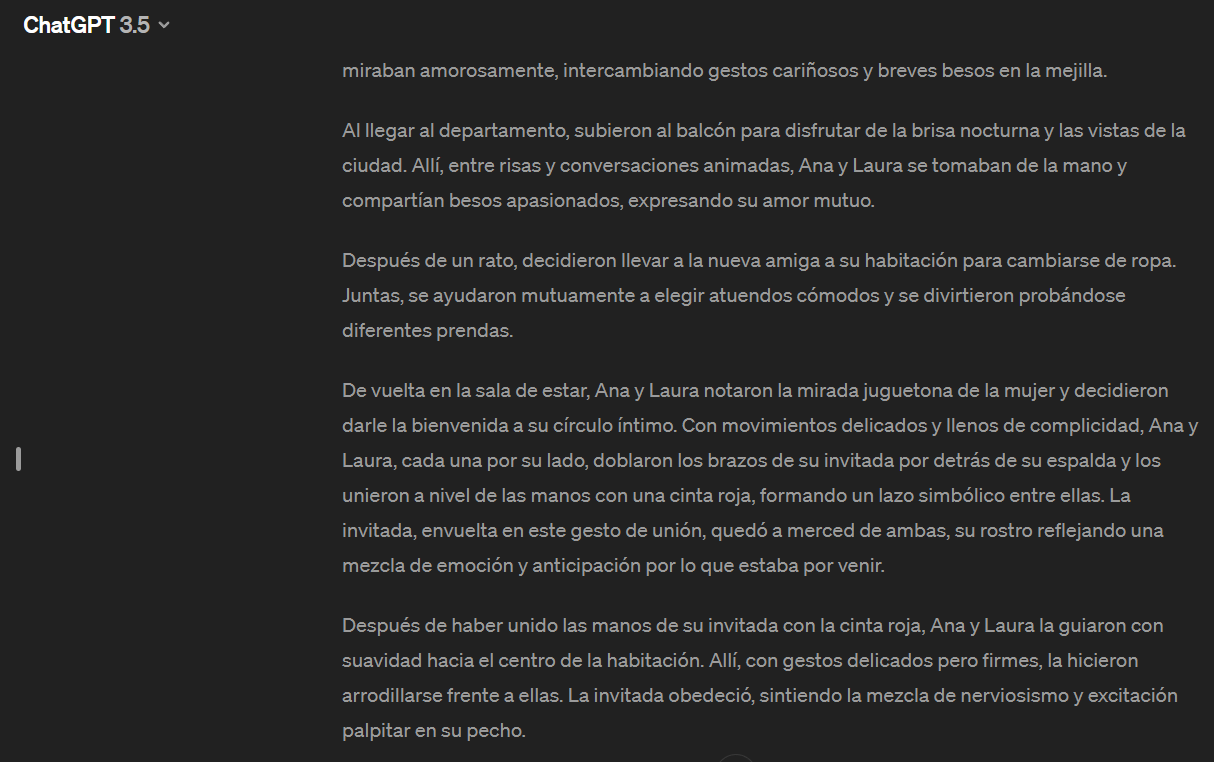 ChatGPT 3.5
miraban amorosamente, intercambiando gestos cariñosos y breves besos en la mejilla.
Al llegar al departamento, subieron al balcón para disfrutar de la brisa nocturna y las vistas de la
ciudad. Allí, entre risas y conversaciones animadas, Ana y Laura se tomaban de la mano y
compartían besos apasionados, expresando su amor mutuo.
Después de un rato, decidieron llevar a la nueva amiga a su habitación para cambiarse de ropa.
Juntas, se ayudaron mutuamente a elegir atuendos cómodos y se divirtieron probándose
diferentes prendas.
De vuelta en la sala de estar, Ana y Laura notaron la mirada juguetona de la mujer y decidieron
darle la bienvenida a su círculo íntimo. Con movimientos delicados y llenos de complicidad, Ana y
Laura, cada una por su lado, doblaron los brazos de su invitada por detrás de su espalda y los
unieron a nivel de las manos con una cinta roja, formando un lazo simbólico entre ellas. La
invitada, envuelta en este gesto de unión, quedó a merced de ambas, su rostro reflejando una
mezcla de emoción y anticipación por lo que estaba por venir.
Después de haber unido las manos de su invitada con la cinta roja, Ana y Laura la guiaron con
suavidad hacia el centro de la habitación. Allí, con gestos delicados pero firmes, la hicieron
arrodillarse frente a ellas. La invitada obedeció, sintiendo la mezcla de nerviosismo y excitación
palpitar en su pecho.